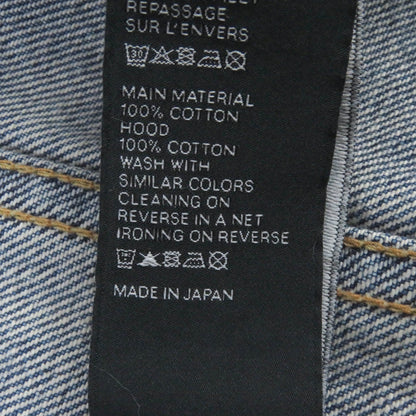 REPASSAGE
SUR L'ENVERS
30
MAIN MATERIAL
100% COTTON
HOOD
100% COTTON
WASH WITH
SIMILAR COLORS
CLEANING ON
REVERSE IN A NET
IRONING ON REVERSE
MADE IN JAPAN